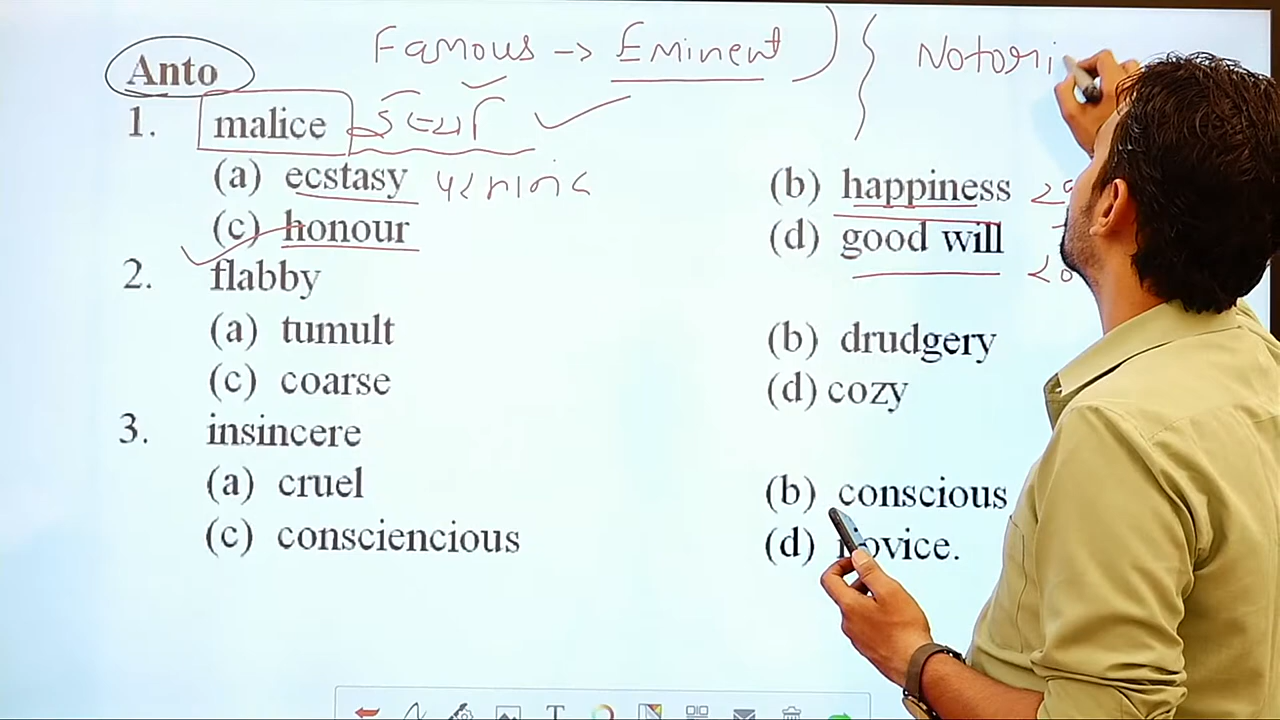 Famous -> Eminent ) { Notori
Anto
1. malice
(a) ecstasy (b) happiness
(c) honour (d) good will
2. flabby
(a) tumult (b) drudgery
(c) coarse (d) cozy
3. insincere
(a) cruel (b) conscious
(c) consciencious (d) novice.